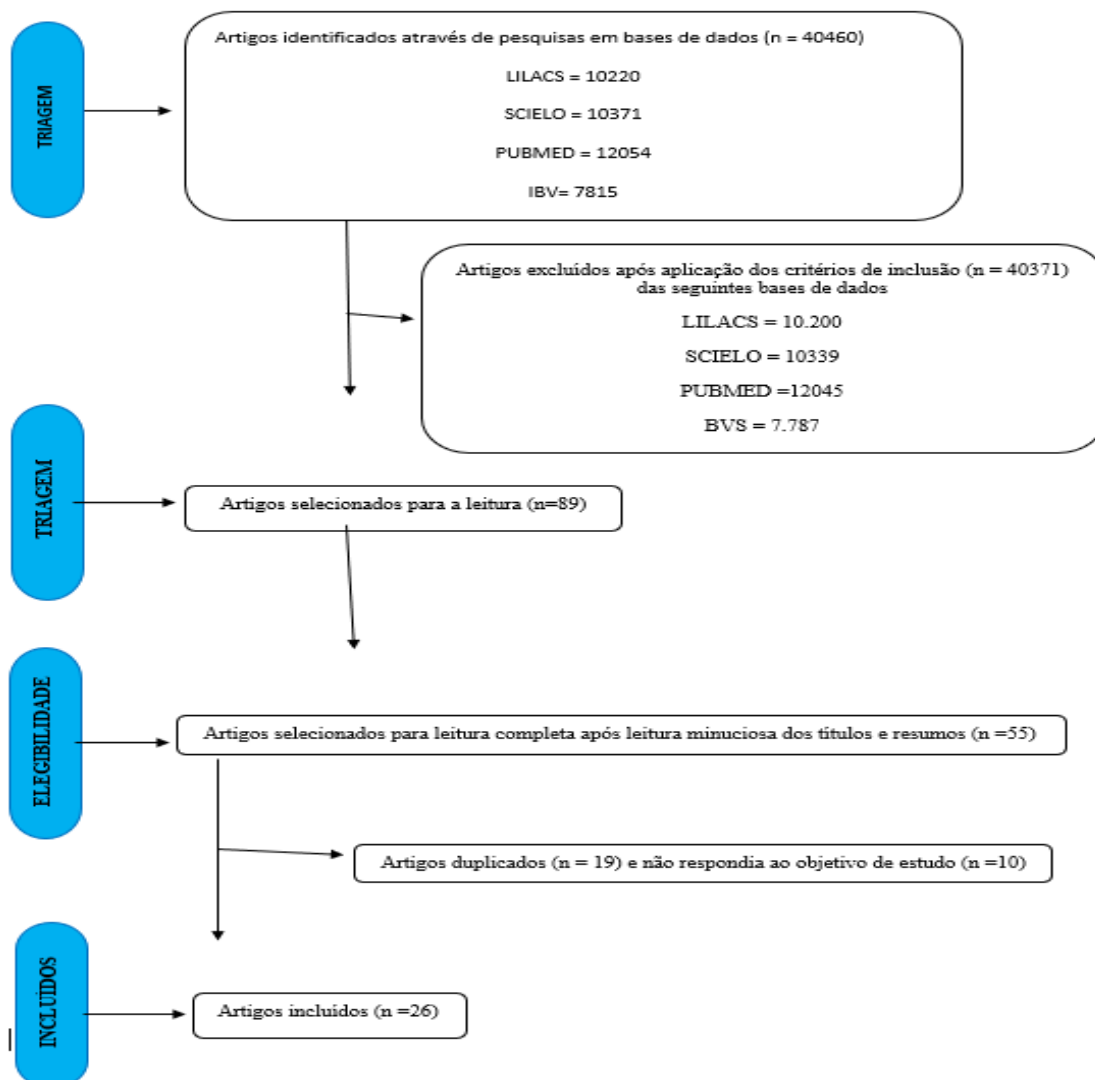 TRIAGEM
Artigos identificados através de pesquisas em bases de dados (n = 40460)
LILACS = 10220
SCIELO = 10371
PUBMED = 12054
IBV= 7815
Artigos excluídos após aplicação dos critérios de inclusão (n = 40371)
das seguintes bases de dados
LILACS = 10.200
SCIELO = 10339
PUBMED =12045
BVS = 7.787
TRIAGEM
Artigos selecionados para a leitura (n=89)
ELEGIBILIDADE
Artigos selecionados para leitura completa após leitura minuciosa dos títulos e resumos (n =55)
Artigos duplicados (n = 19) e não respondia ao objetivo de estudo (n =10)
INCLUÍDOS
Artigos incluídos (n =26)